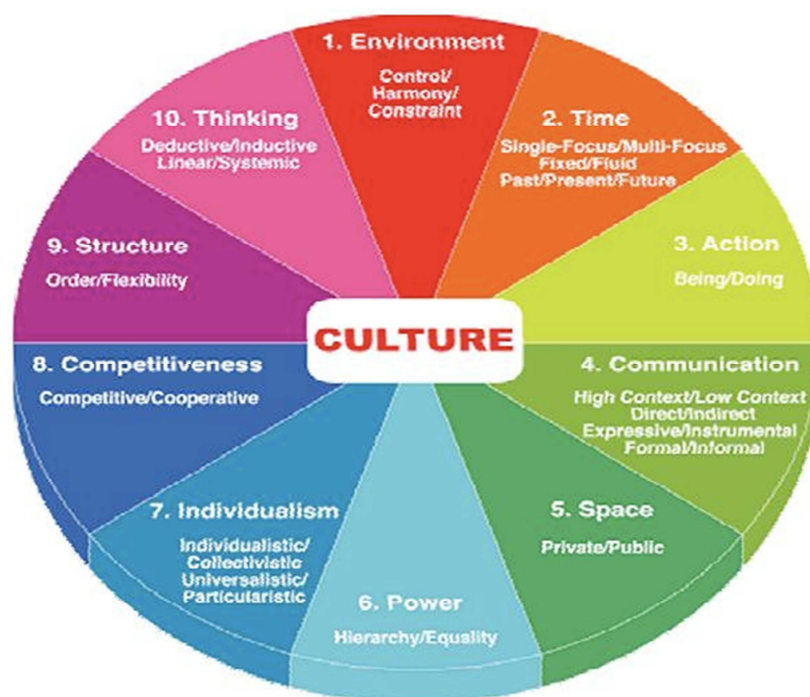 1. Environment
Control/
Harmony/
Constraint
2. Time
Single-Focus/Multi-Focus
Fixed/Fluid
Past/Present/Future
3. Action
Being/Doing
4. Communication
High Context/Low Context
Direct/Indirect
Expressive/Instrumental
Formal/Informal
5. Space
Private/Public
6. Power
Hierarchy/Equality
7. Individualism
Individualistic/
Collectivistic
Universalistic/
Particularistic
8. Competitiveness
Competitive/Cooperative
9. Structure
Order/Flexibility
10. Thinking
Deductive/Inductive
Linear/Systemic
CULTURE